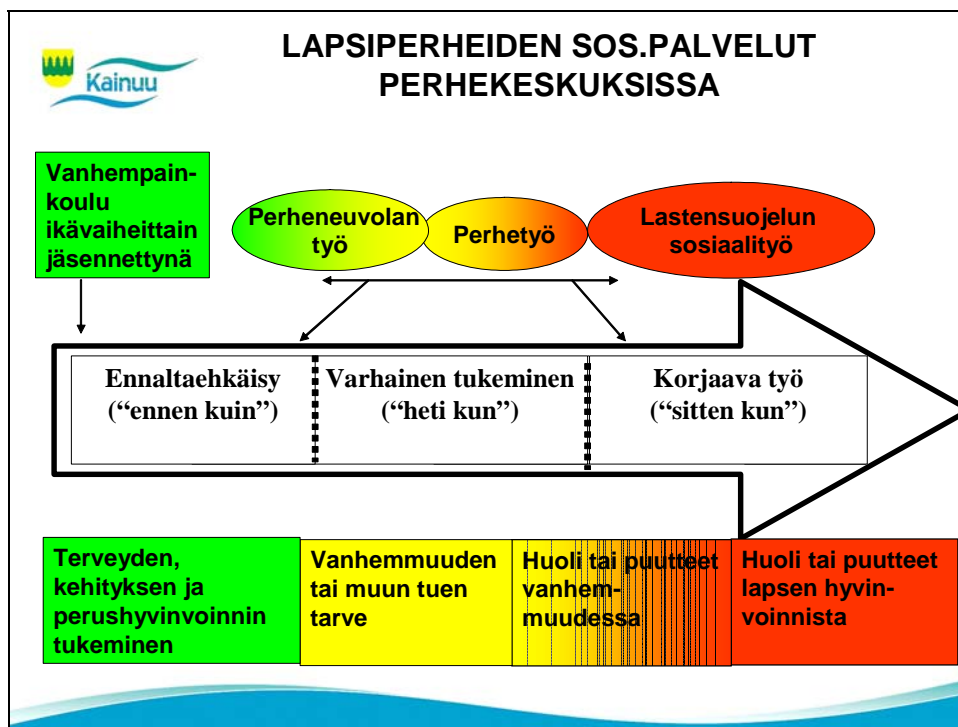 LAPSIPERHEIDEN SOS.PALVELUT
PERHEKESKUKSISSA
Kainuu
Vanhempain-
koulu
ikävaiheittain
jäsennettynä
Perheneuvolan
työ
Perhetyö
Lastensuojelun
sosiaalityö
Ennaltaehkäisy
(“ennen kuin”)
Varhainen tukeminen
(“heti kun”)
Korjaava työ
(“sitten kun”)
Terveyden,
kehityksen ja
perushyvinvoinnin
tukeminen
Vanhemmuuden
tai muun tuen
tarve
Huoli tai puutteet
vanhem-
muudessa
Huoli tai puutteet
lapsen hyvin-
voinnista